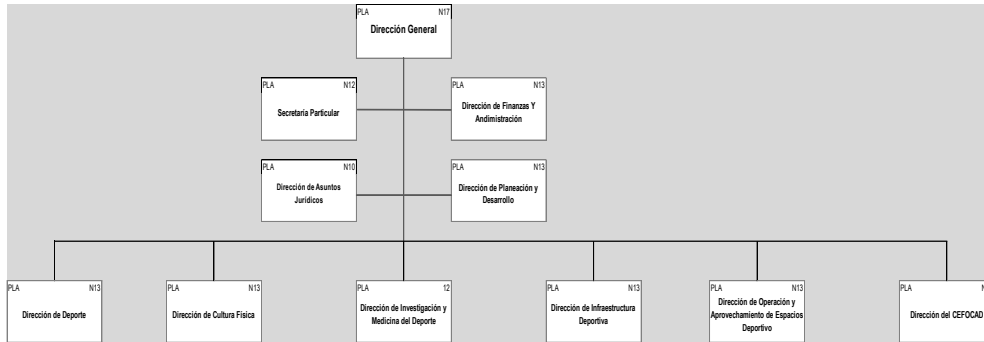 PLA N17
Dirección General
PLA N12
Secretaría Particular
PLA N13
Dirección de Finanzas Y
Andimistración
PLA N10
Dirección de Asuntos
Jurídicos
PLA N13
Dirección de Planeación y
Desarrollo
PLA N13
Dirección de Deporte
PLA N13
Dirección de Cultura Física
PLA 12
Dirección de Investigación y
Medicina del Deporte
PLA N13
Dirección de Infraestructura
Deportiva
PLA N13
Dirección de Operación y
Aprovechamiento de Espacios
Deportivo
PLA
Dirección del CEFOCAD